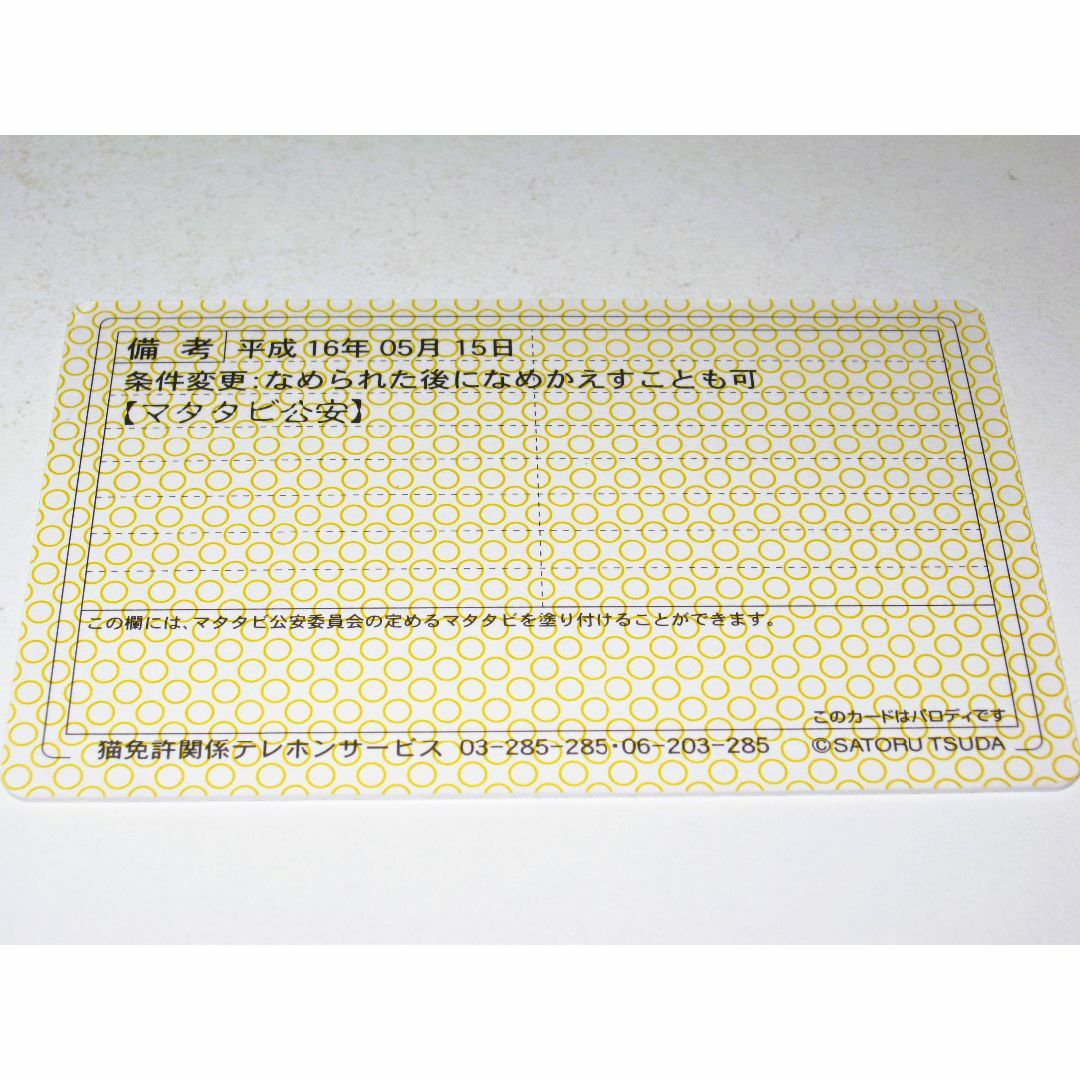 備考 平成16年 05月 15日
条件変更:なめられた後になめかえすことも可
【マタタビ公安】
この欄には、マタタビ公安委員会の定めるマタタビを塗り付けることができます。
このカードはパロディです
猫免許関係テレホンサービス 03-285-285・06-203-285 ©SATORU TSUDA